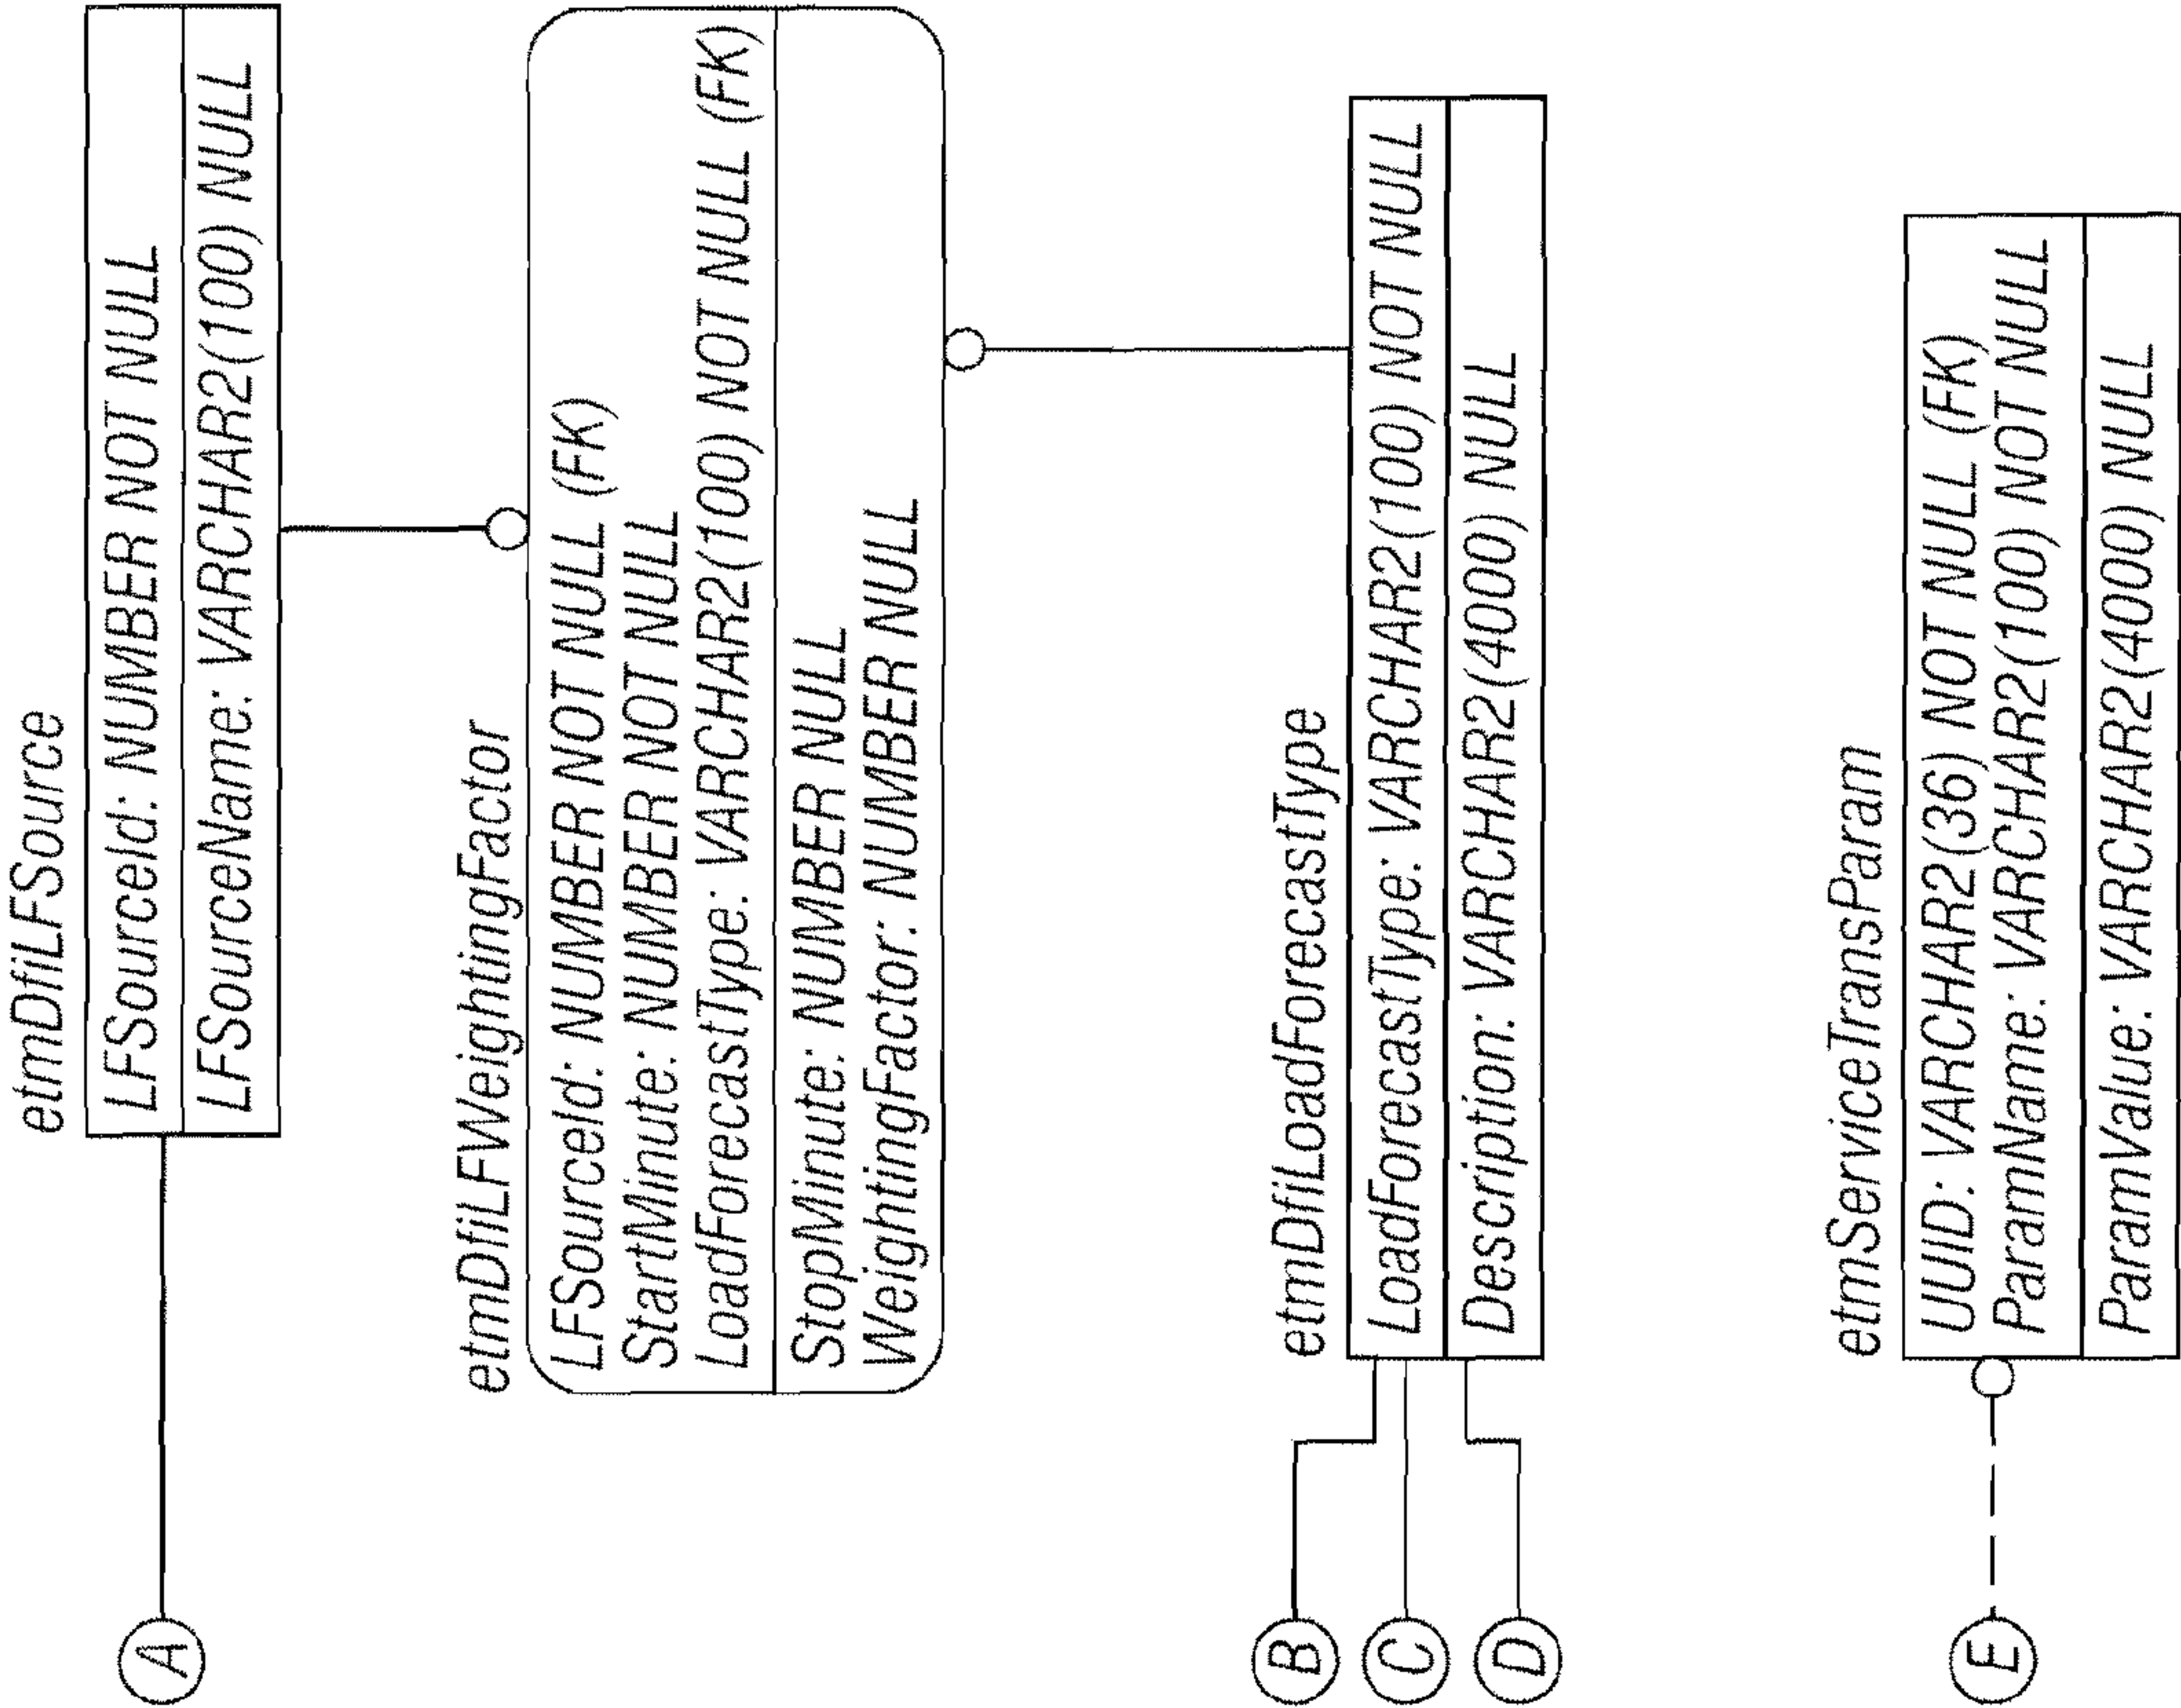 etmDfiLFSource
LFSourceId: NUMBER NOT NULL
LFSourceName: VARCHAR2(100) NULL
A
etmDfiLFWeightingFactor
LFSourceId: NUMBER NOT NULL (FK)
StartMinute: NUMBER NOT NULL
LoadForecastType: VARCHAR2(100) NOT NULL (FK)
StopMinute: NUMBER NULL
WeightingFactor: NUMBER NULL
etmDfiLoadForecastType
LoadForecastType: VARCHAR2(100) NOT NULL
Description: VARCHAR2(4000) NULL
B
C
D
etmServiceTransParam
UUID: VARCHAR2(36) NOT NULL (FK)
ParamName: VARCHAR2(100) NOT NULL
ParamValue: VARCHAR2(4000) NULL
E